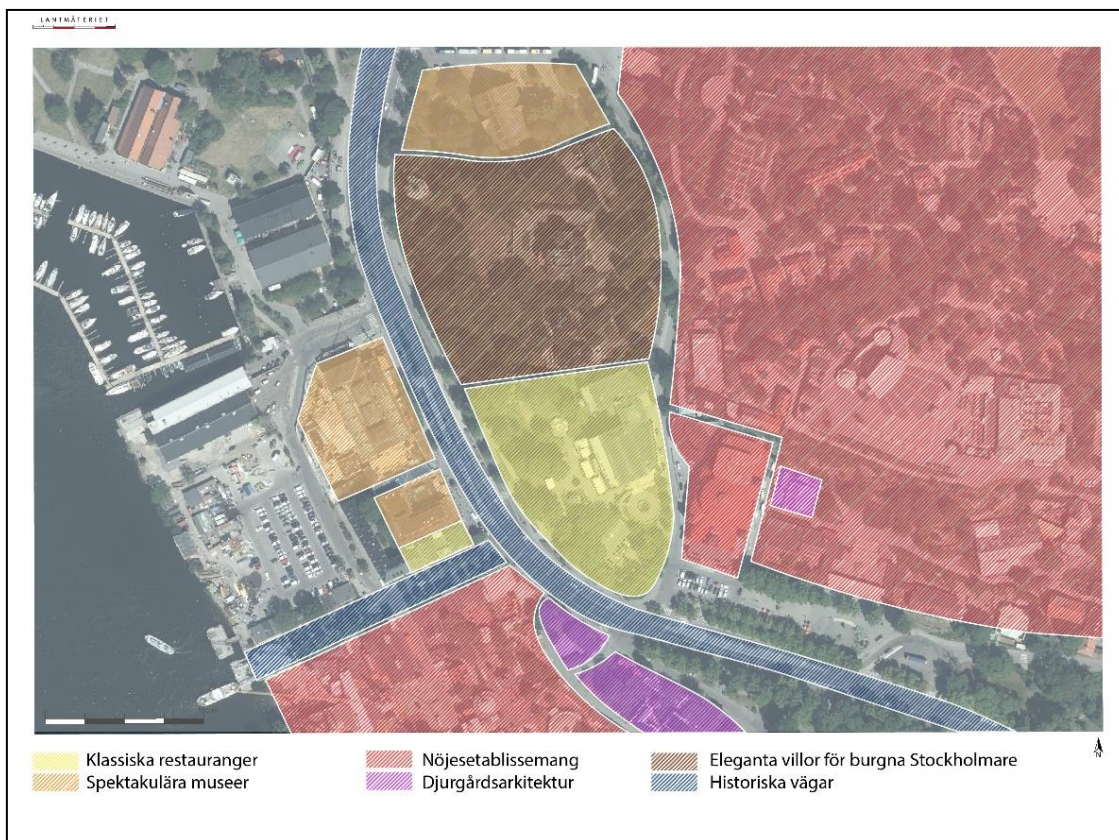 LANTMÄTERIET
Klassiska restauranger
Spektakulära museer
Nöjesetablissemang
Djurgårdsarkitektur
Eleganta villor för burgna Stockholmare
Historiska vägar